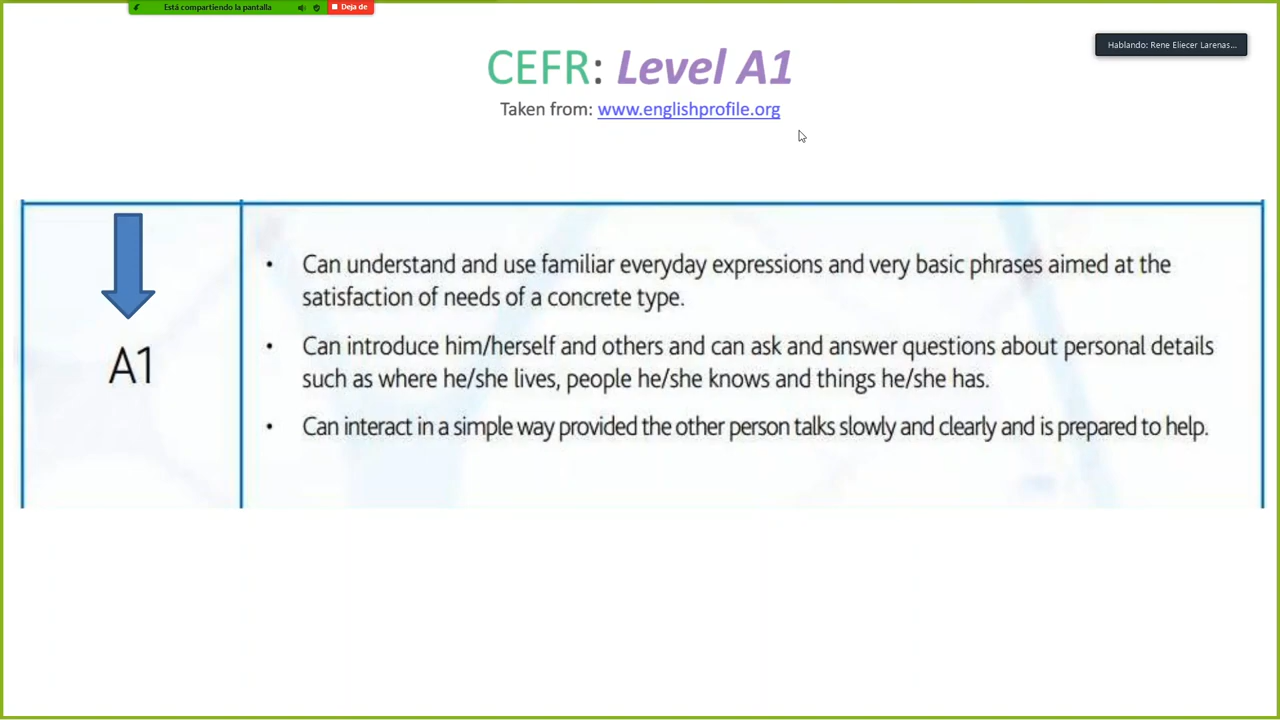 Está compartiendo la pantalla
Deja de
Hablando: Rene Eliecer Larenas...
CEFR: Level A1
Taken from: www.englishprofile.org
A1
• Can understand and use familiar everyday expressions and very basic phrases aimed at the
satisfaction of needs of a concrete type.
• Can introduce him/herself and others and can ask and answer questions about personal details
such as where he/she lives, people he/she knows and things he/she has.
• Can interact in a simple way provided the other person talks slowly and clearly and is prepared to help.